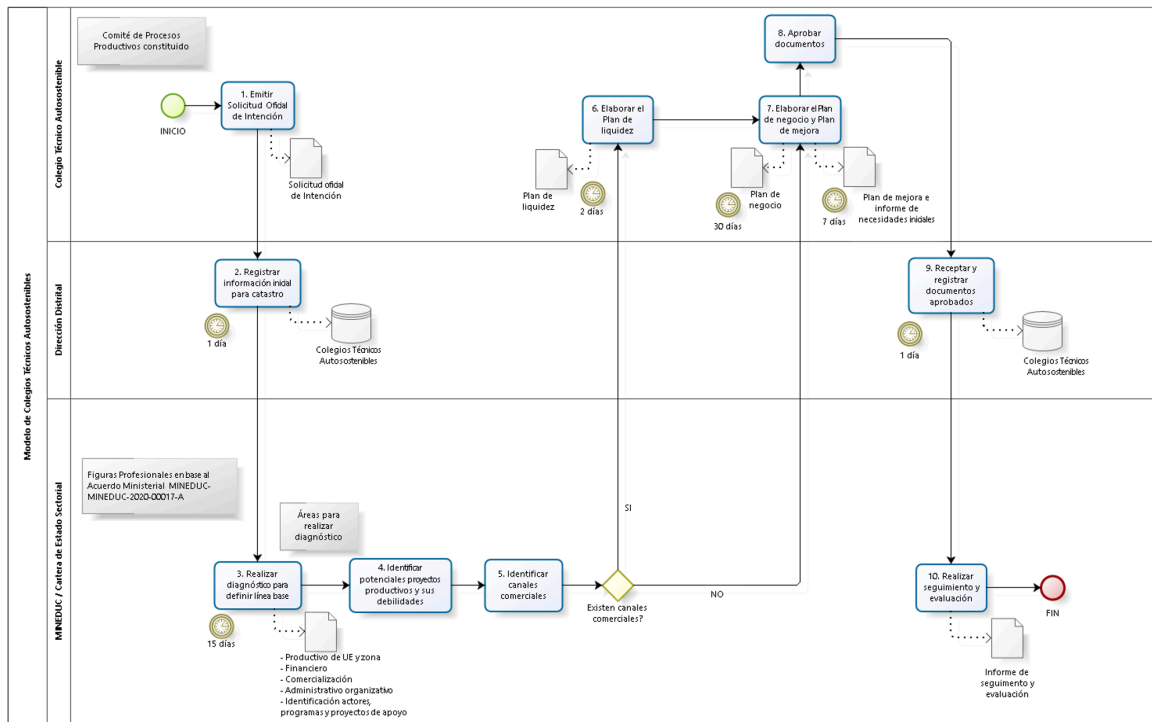 Modelo de Colegios Técnicos Autosostenibles
Colegio Técnico Autosostenible
Comité de Procesos
Productivos constituido
INICIO
1. Emitir
Solicitud Oficial
de Intención
Solicitud oficial
de Intención
6. Elaborar el
Plan de
liquidez
Plan de
liquidez
2 días
7. Elaborar el Plan
de negocio y Plan
de mejora
Plan de
negocio
30 días
Plan de mejora e
informe de
necesidades iniciales
7 días
8. Aprobar
documentos
Dirección Distrital
2. Registrar
información inicial
para catastro
1 día
Colegios Técnicos
Autosostenibles
9. Receptar y
registrar
documentos
aprobados
1 día
Colegios Técnicos
Autosostenibles
MINEDUC / Cartera de Estado Sectorial
Figuras Profesionales en base al
Acuerdo Ministerial MINEDUC-
MINEDUC-2020-00017-A
Áreas para
realizar
diagnóstico
3. Realizar
diagnóstico para
definir línea base
15 días
- Productivo de UE y zona
- Financiero
- Comercialización
- Administrativo organizativo
- Identificación actores,
programas y proyectos de apoyo
4. Identificar
potenciales proyectos
productivos y sus
debilidades
5. Identificar
canales
comerciales
Existen canales
comerciales?
SI
NO
10. Realizar
seguimiento y
evaluación
Informe de
seguimento y
evaluación
FIN